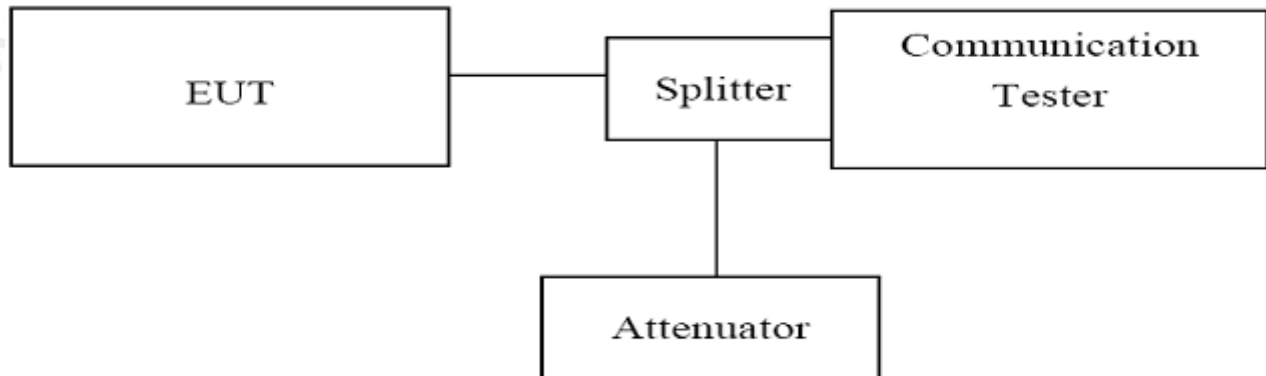 EUT
Splitter
Communication
Tester
Attenuator